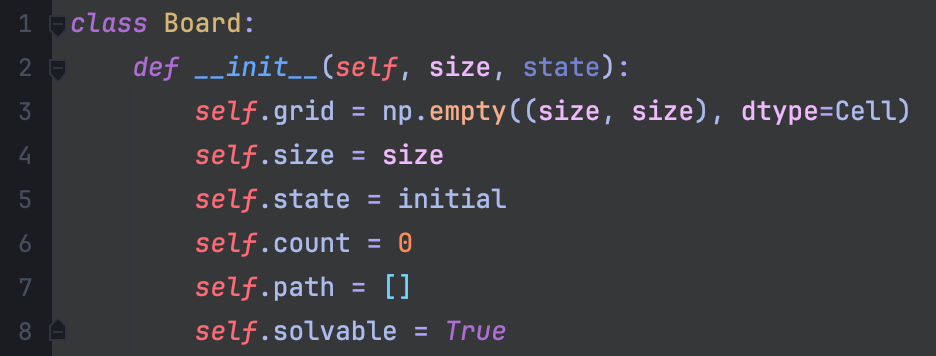 1 class Board:
2     def __init__(self, size, state):
3         self.grid = np.empty((size, size), dtype=Cell)
4         self.size = size
5         self.state = initial
6         self.count = 0
7         self.path = []
8         self.solvable = True